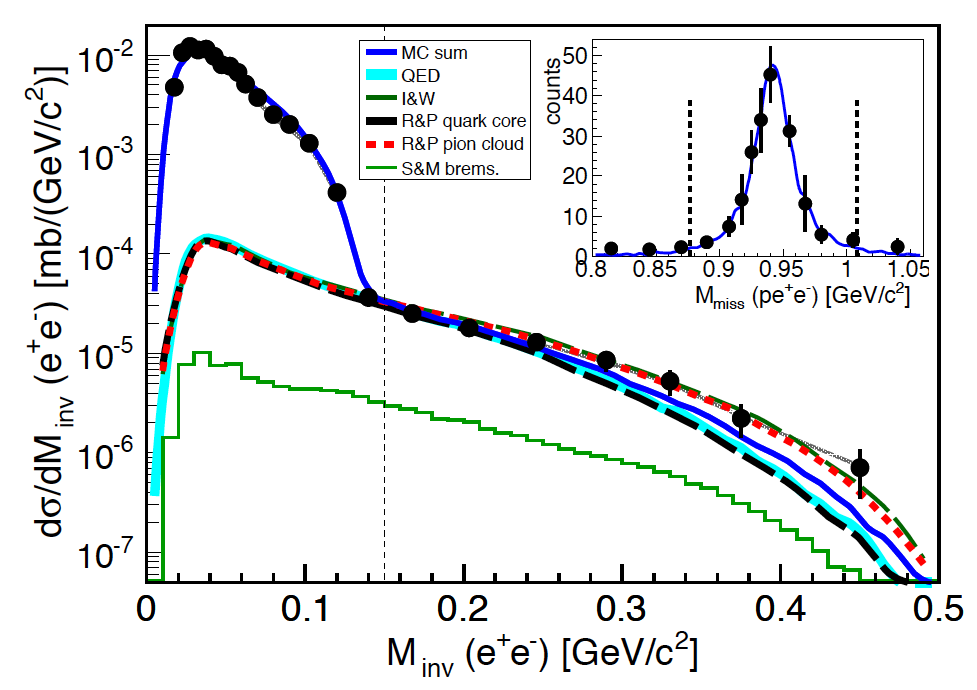 dσ/dM_inv (e⁺e⁻) [mb/(GeV/c²)]
10⁻²
10⁻³
10⁻⁴
10⁻⁵
10⁻⁶
10⁻⁷
MC sum
QED
I&W
R&P quark core
R&P pion cloud
S&M brems.
counts
50
40
30
20
10
0
0.8 0.85 0.9 0.95 1 1.05
M_miss (pe⁺e⁻) [GeV/c²]
0 0.1 0.2 0.3 0.4 0.5
M_inv (e⁺e⁻) [GeV/c²]